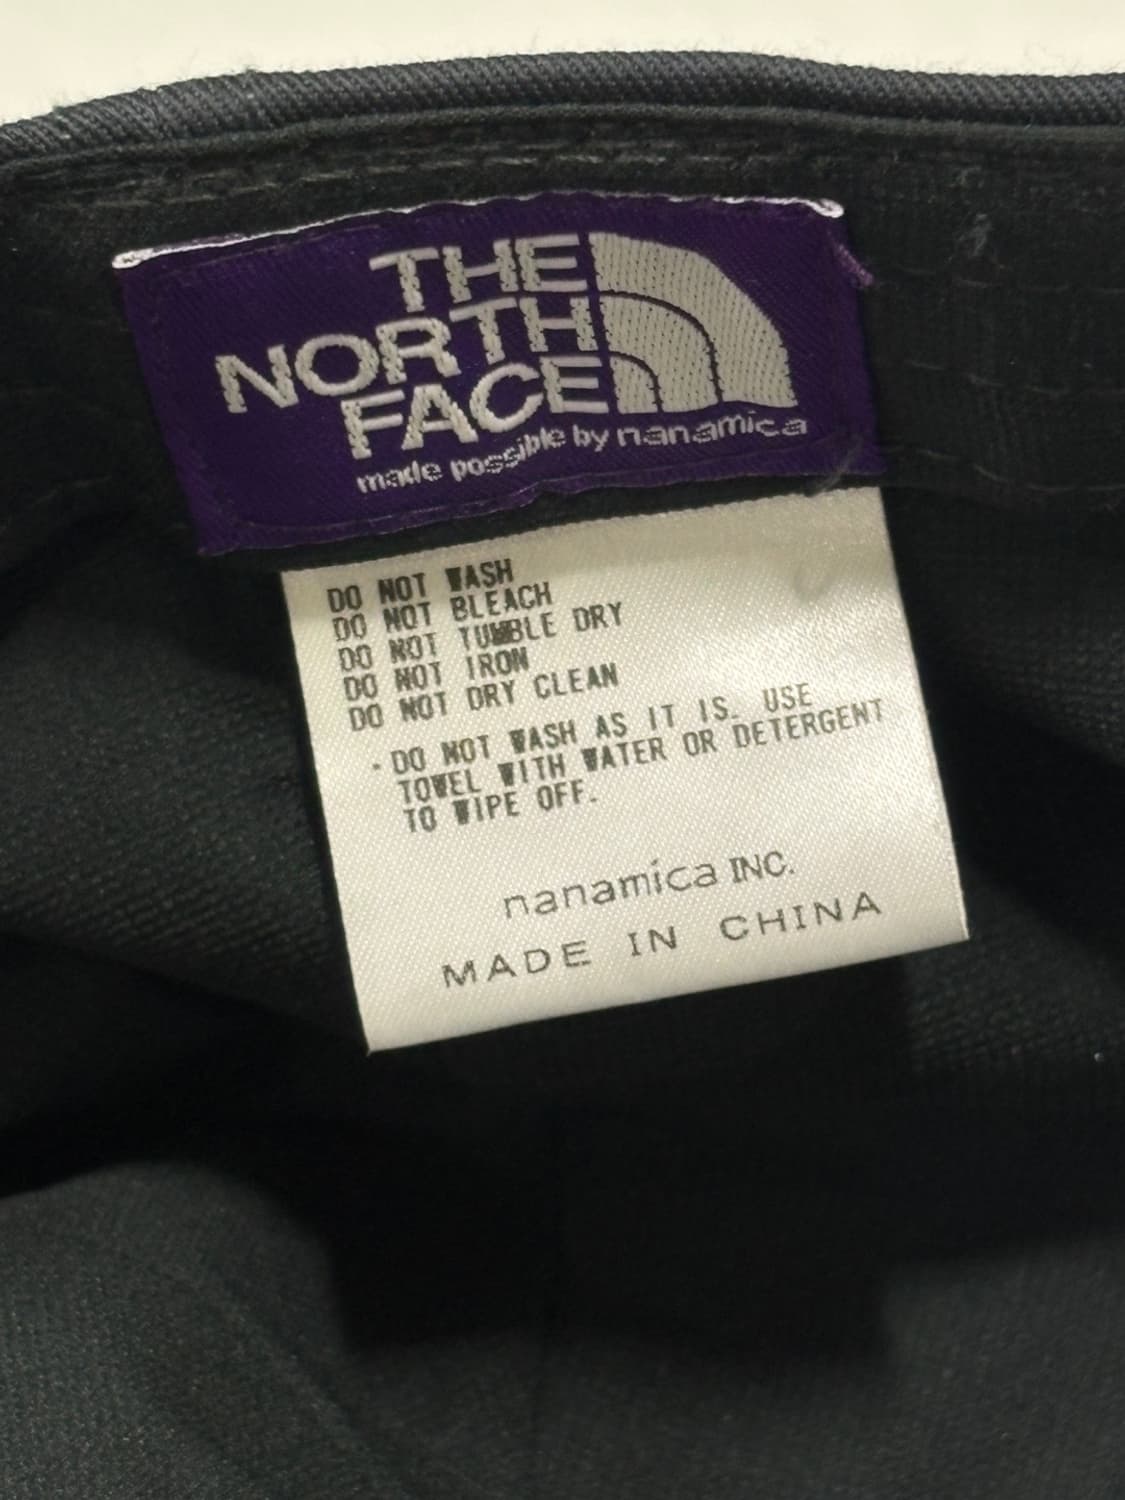 THE
NORTH
FACE
made possible by nanamica
DO NOT WASH
DO NOT BLEACH
DO NOT TUMBLE DRY
DO NOT IRON
DO NOT DRY CLEAN
・DO NOT WASH AS IT IS. USE
TOWEL WITH WATER OR DETERGENT
TO WIPE OFF.
nanamica INC.
MADE IN CHINA